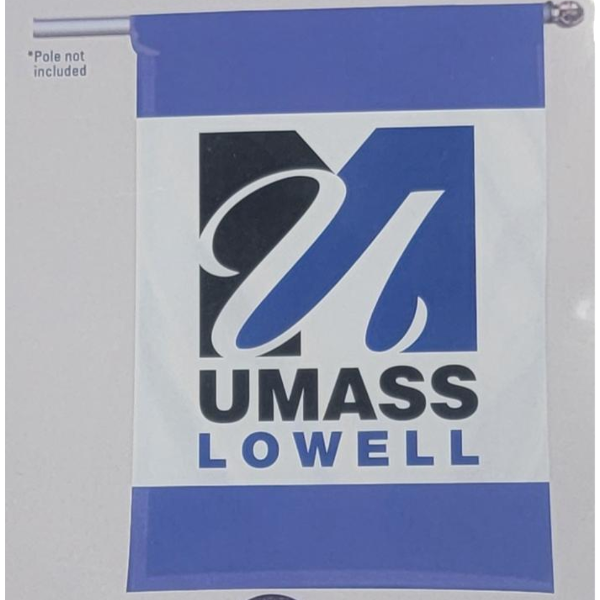 *Pole not
included
UMASS
LOWELL